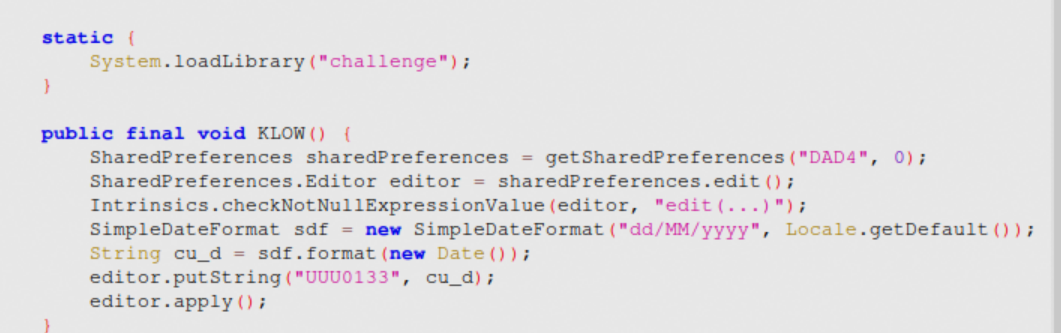 static {
    System.loadLibrary("challenge");
}
public final void KLOW() {
    SharedPreferences sharedPreferences = getSharedPreferences("DAD4", 0);
    SharedPreferences.Editor editor = sharedPreferences.edit();
    Intrinsics.checkNotNullExpressionValue(editor, "edit(...)");
    SimpleDateFormat sdf = new SimpleDateFormat("dd/MM/yyyy", Locale.getDefault());
    String cu_d = sdf.format(new Date());
    editor.putString("UUU0133", cu_d);
    editor.apply();
}